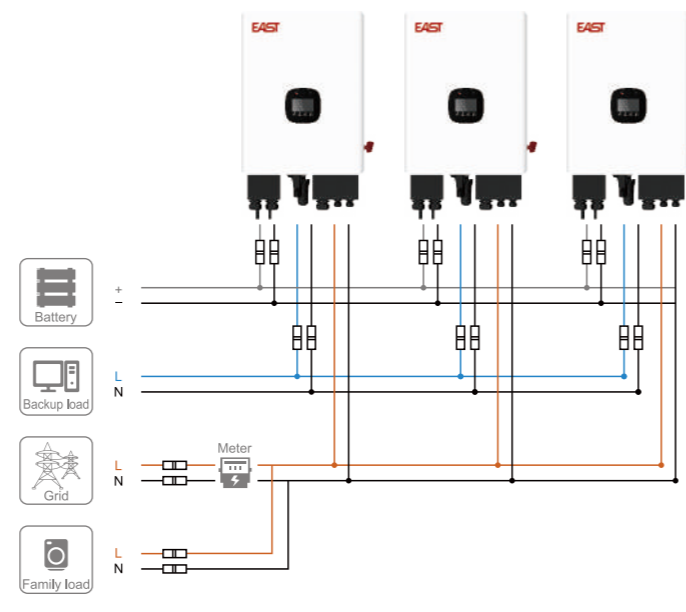 EAST EAST EAST
+
Battery –
L
Backup load N
Meter
L
N
Grid
L
N
Family load